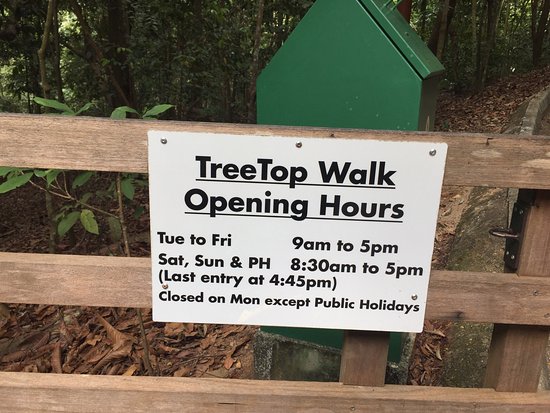 TreeTop Walk
Opening Hours
Tue to Fri 9am to 5pm
Sat, Sun & PH 8:30am to 5pm
(Last entry at 4:45pm)
Closed on Mon except Public Holidays